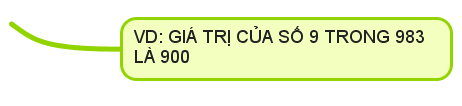 VD: GIÁ TRỊ CỦA SỐ 9 TRONG 983
LÀ 900